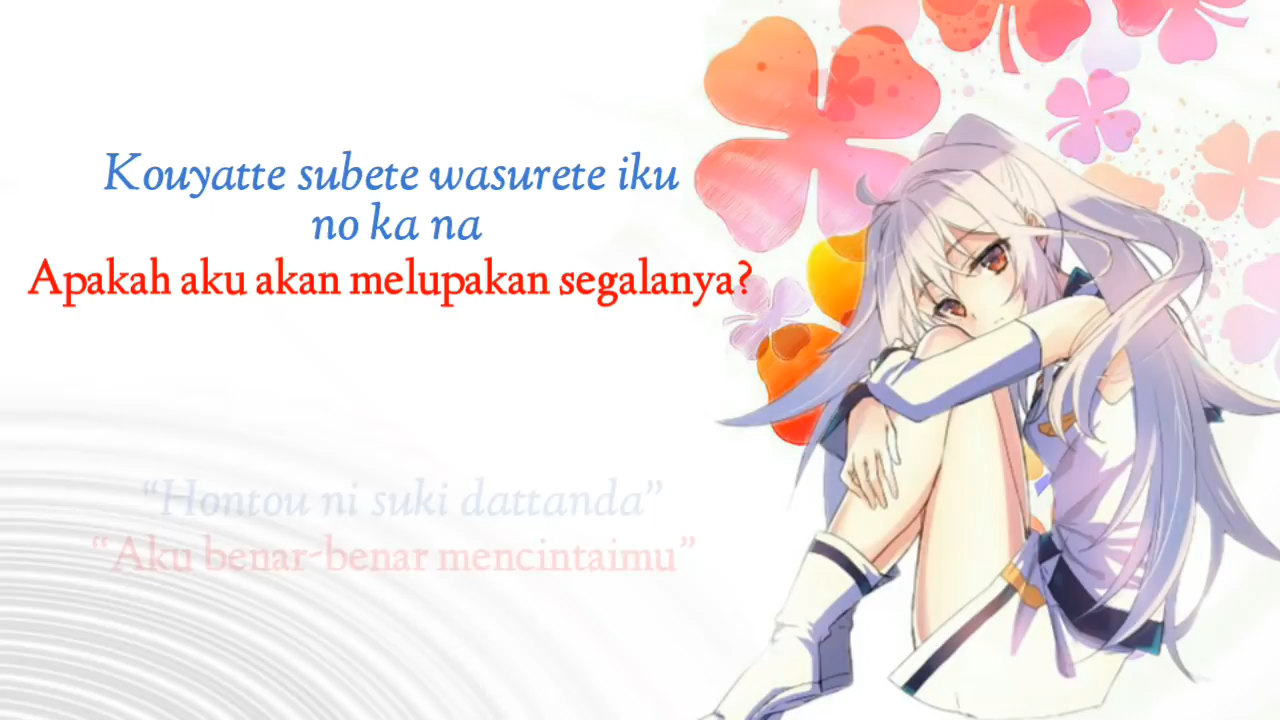 Kouyatte subete wasurete iku
no ka na
Apakah aku akan melupakan segalanya?
“Hontou ni suki dattanda”
“Aku benar-benar mencintaimu”